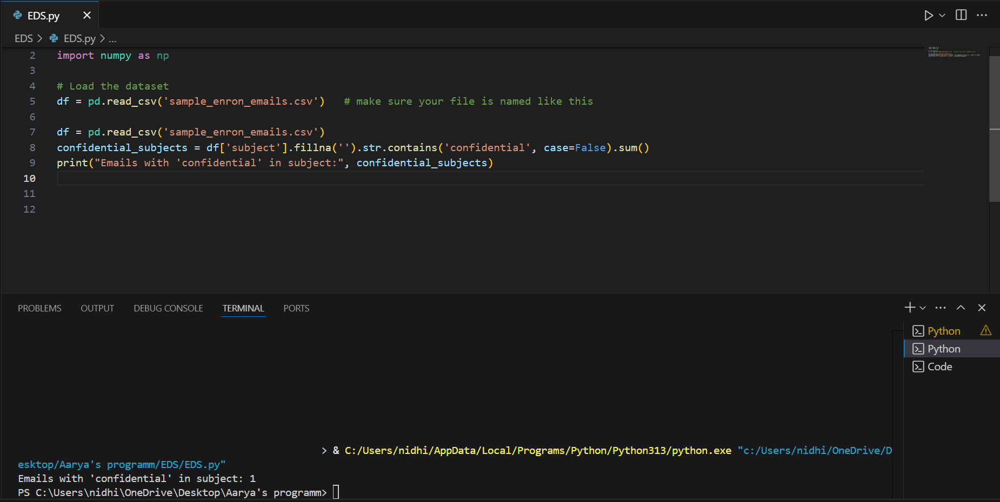 EDS.py
EDS > EDS.py > ...
2 import numpy as np
3
4 # Load the dataset
5 df = pd.read_csv('sample_enron_emails.csv')   # make sure your file is named like this
6
7 df = pd.read_csv('sample_enron_emails.csv')
8 confidential_subjects = df['subject'].fillna('').str.contains('confidential', case=False).sum()
9 print("Emails with 'confidential' in subject:", confidential_subjects)
10
11
12
PROBLEMS OUTPUT DEBUG CONSOLE TERMINAL PORTS
Python
Python
Code
> & C:/Users/nidhi/AppData/Local/Programs/Python/Python313/python.exe "c:/Users/nidhi/OneDrive/D
esktop/Aarya's programm/EDS/EDS.py"
Emails with 'confidential' in subject: 1
PS C:\Users\nidhi\OneDrive\Desktop\Aarya's programm>